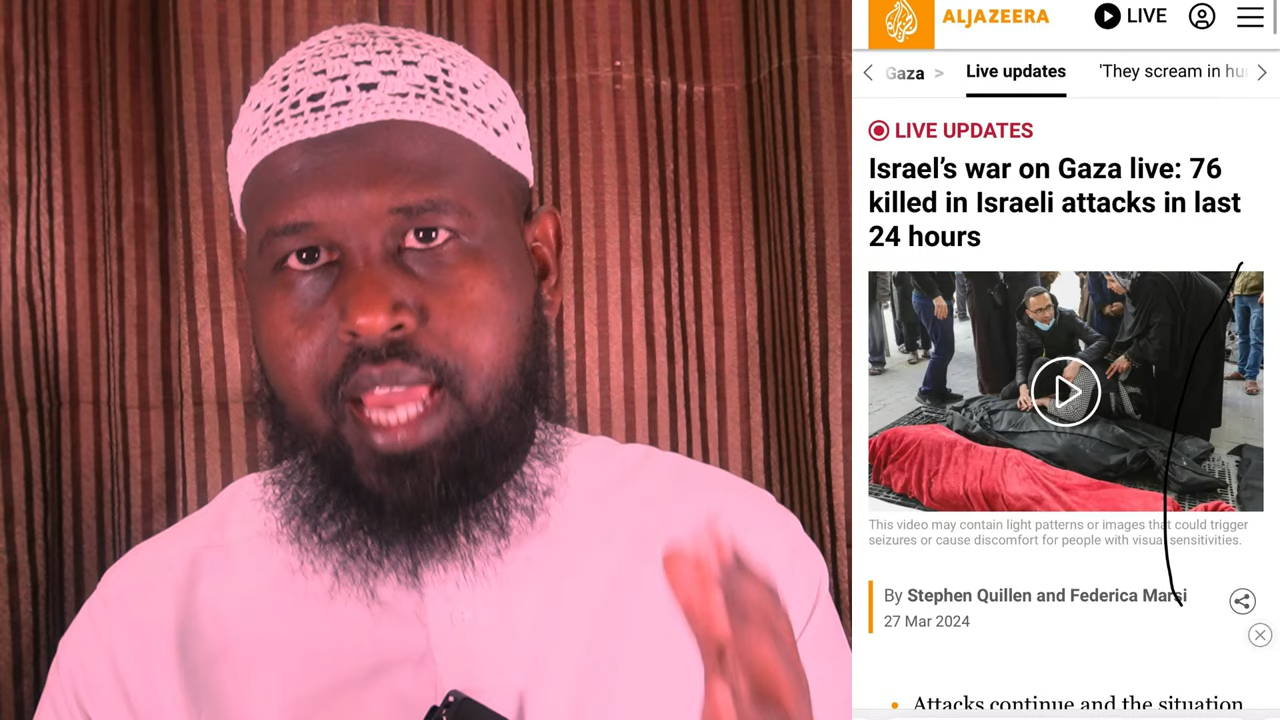 ALJAZEERA
LIVE
Gaza > Live updates 'They scream in hu
LIVE UPDATES
Israel's war on Gaza live: 76
killed in Israeli attacks in last
24 hours
This video may contain light patterns or images that could trigger
seizures or cause discomfort for people with visual sensitivities.
By Stephen Quillen and Federica Marsi
27 Mar 2024
• Attacks continue and the situation